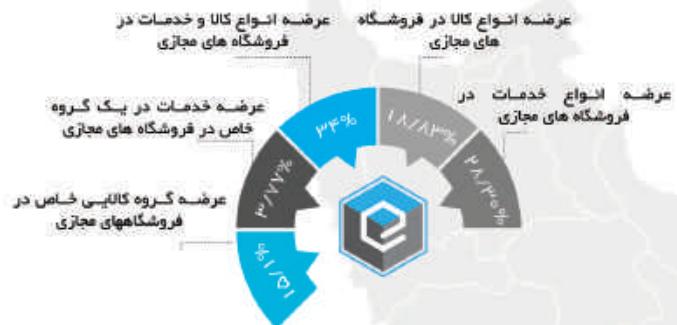 عرضه انواع کالا در فروشگاه
های مجازی
عرضه انواع کالا و خدمات در
فروشگاه های مجازی
عرضه انواع خدمات در
فروشگاه های مجازی
عرضه خدمات در یک گروه
خاص در فروشگاه های مجازی
عرضه گروه کالایی خاص در
فروشگاههای مجازی
۱۸/۸۳%
۳۴%
۲۸/۳۰%
۳/۷۷%
۱۵/۱%
e